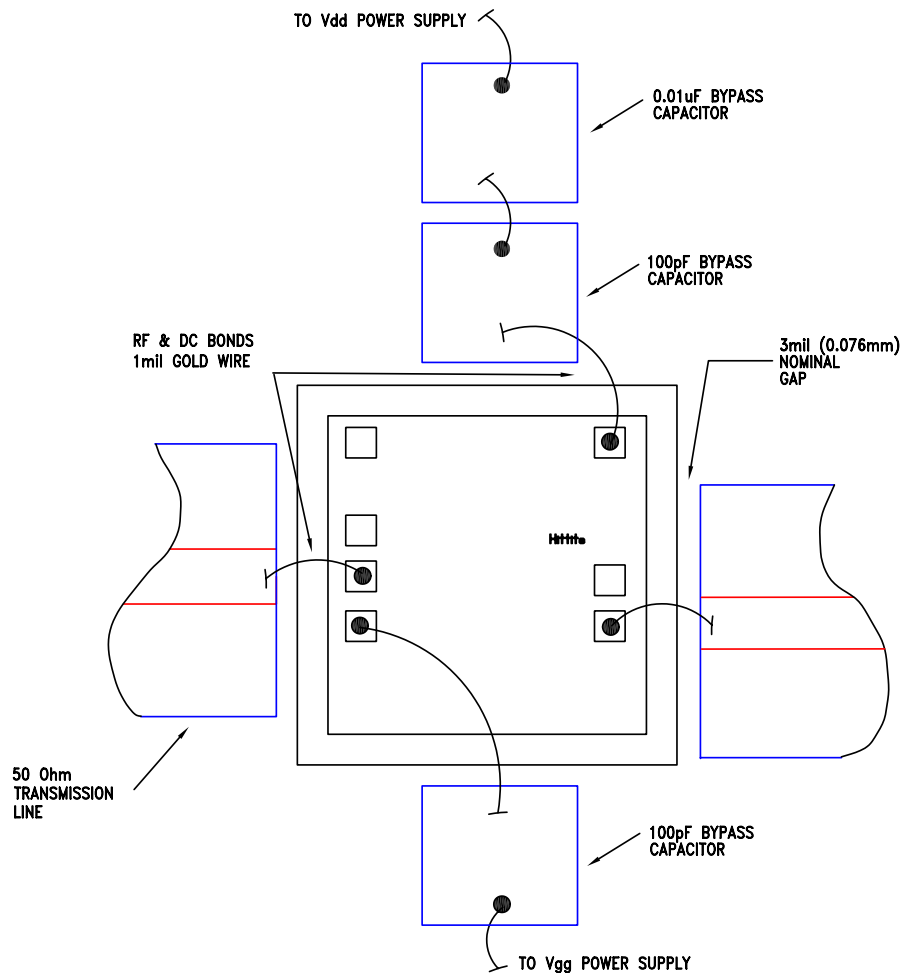 TO Vdd POWER SUPPLY
0.01uF BYPASS
CAPACITOR
100pF BYPASS
CAPACITOR
RF & DC BONDS
1mil GOLD WIRE
3mil (0.076mm)
NOMINAL
GAP
Hittite
50 Ohm
TRANSMISSION
LINE
100pF BYPASS
CAPACITOR
TO Vgg POWER SUPPLY